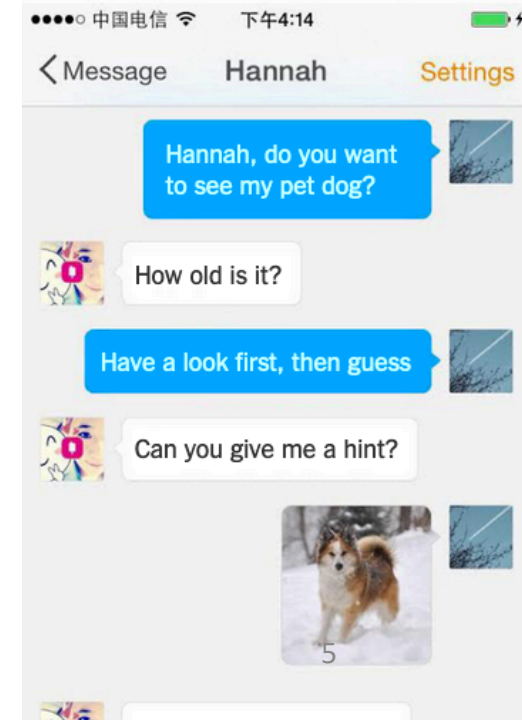 中国电信
下午4:14
Message
Hannah
Settings
Hannah, do you want
to see my pet dog?
How old is it?
Have a look first, then guess
Can you give me a hint?
5